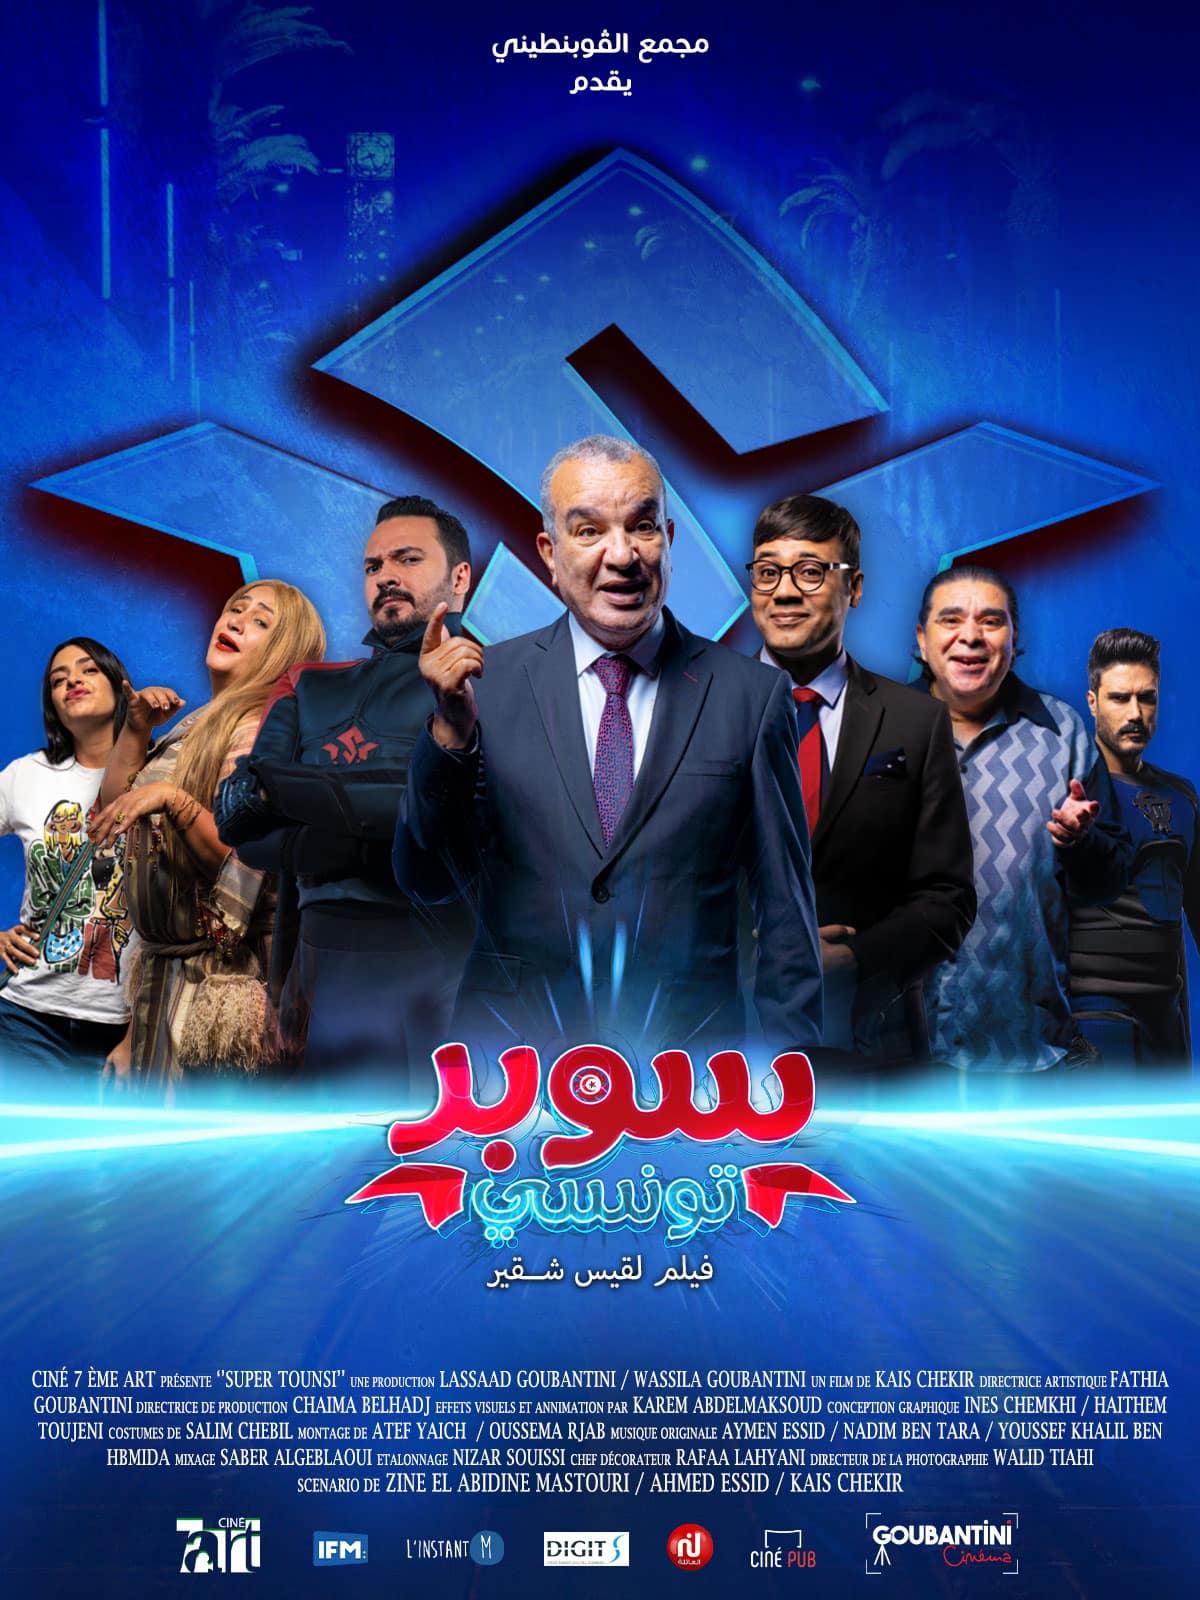 مجمع الڤوبنطيني
يقدم
سوبر
تونسي
فيلم لقيس شقير
CINÉ 7 ÈME ART PRÉSENTE ‘'SUPER TOUNSI'’ UNE PRODUCTION LASSAAD GOUBANTINI / WASSILA GOUBANTINI UN FILM DE KAIS CHEKIR DIRECTRICE ARTISTIQUE FATHIA
GOUBANTINI DIRECTRICE DE PRODUCTION CHAIMA BELHADJ EFFETS VISUELS ET ANNIMATION PAR KAREM ABDELMAKSOUD CONCEPTION GRAPHIQUE INES CHEMKHI / HAITHEM
TOUJENI COSTUMES DE SALIM CHEBIL MONTAGE DE ATEF YAICH / OUSSEMA RJAB MUSIQUE ORIGINALE AYMEN ESSID / NADIM BEN TARA / YOUSSEF KHALIL BEN
HBMIDA MIXAGE SABER ALGEBLAOUI ETALONNAGE NIZAR SOUISSI CHEF DÉCORATEUR RAFAA LAHYANI DIRECTEUR DE LA PHOTOGRAPHIE WALID TIAHI
SCENARIO DE ZINE EL ABIDINE MASTOURI / AHMED ESSID / KAIS CHEKIR
CINÉ 7art
IFM:
L'INSTANT M
DIGIT S
العائلة
CINÉ PUB
GOUBANTINI
Cinéma